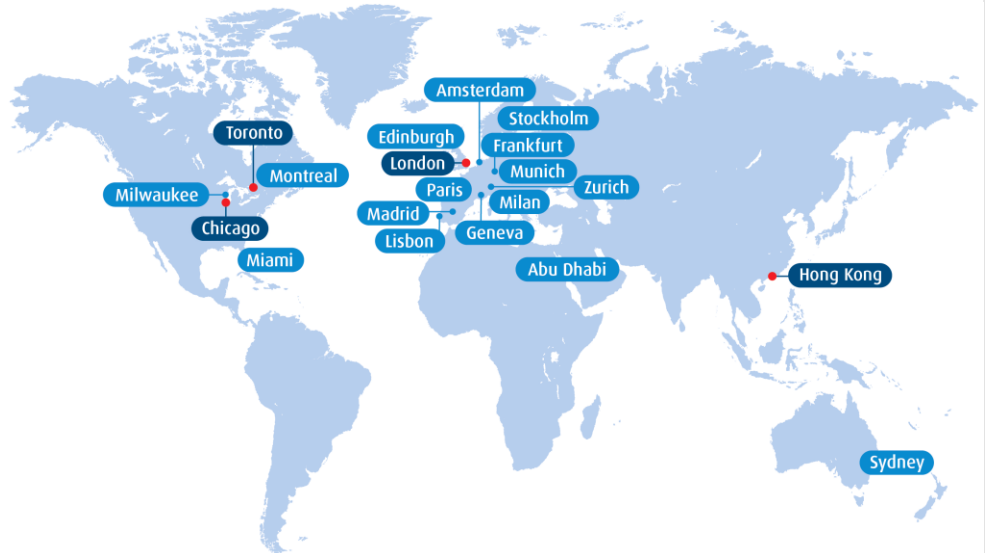 Amsterdam
Stockholm
Toronto
Edinburgh
Frankfurt
London
Munich
Montreal
Milwaukee
Paris
Zurich
Milan
Madrid
Chicago
Geneva
Lisbon
Miami
Abu Dhabi
Hong Kong
Sydney